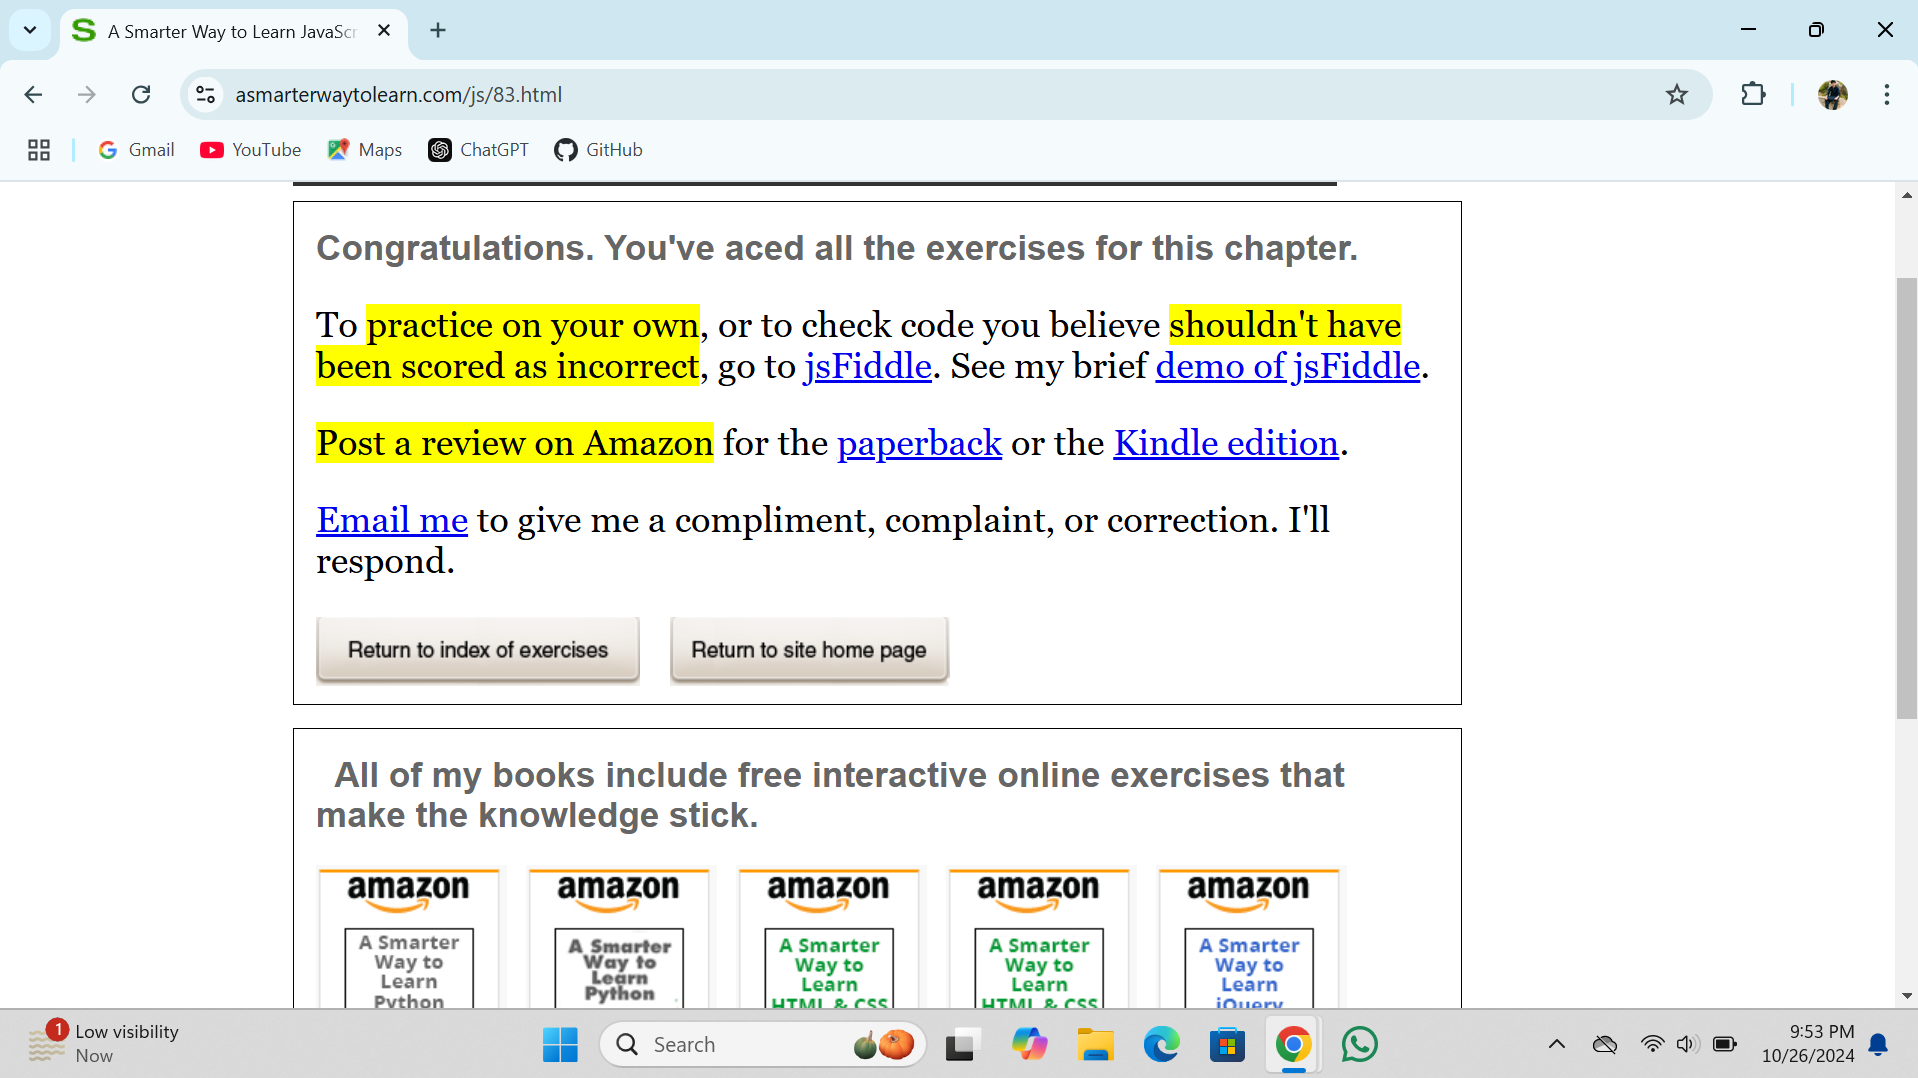 A Smarter Way to Learn JavaScr
asmarterwaytolearn.com/js/83.html
Gmail YouTube Maps ChatGPT GitHub
Congratulations. You've aced all the exercises for this chapter.
To practice on your own, or to check code you believe shouldn't have
been scored as incorrect, go to jsFiddle. See my brief demo of jsFiddle.
Post a review on Amazon for the paperback or the Kindle edition.
Email me to give me a compliment, complaint, or correction. I'll
respond.
Return to index of exercises Return to site home page
All of my books include free interactive online exercises that
make the knowledge stick.
amazon amazon amazon amazon amazon
A Smarter A Smarter A Smarter A Smarter A Smarter
Way to Way to Way to Way to Way to
Learn Learn Learn Learn Learn
Python Python HTML & CSS HTML & CSS jQuery
1 Low visibility
Now
Search
9:53 PM
10/26/2024